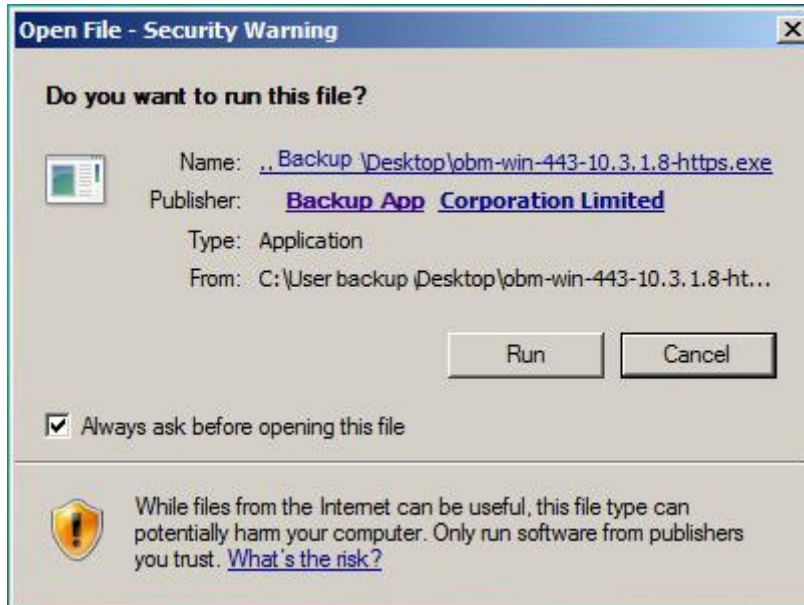 Open File - Security Warning
Do you want to run this file?
Name: .. Backup \Desktop\obm-win-443-10.3.1.8-https.exe
Publisher: Backup App Corporation Limited
Type: Application
From: C:\User backup \Desktop\obm-win-443-10.3.1.8-ht...
Run Cancel
Always ask before opening this file
While files from the Internet can be useful, this file type can
potentially harm your computer. Only run software from publishers
you trust. What's the risk?